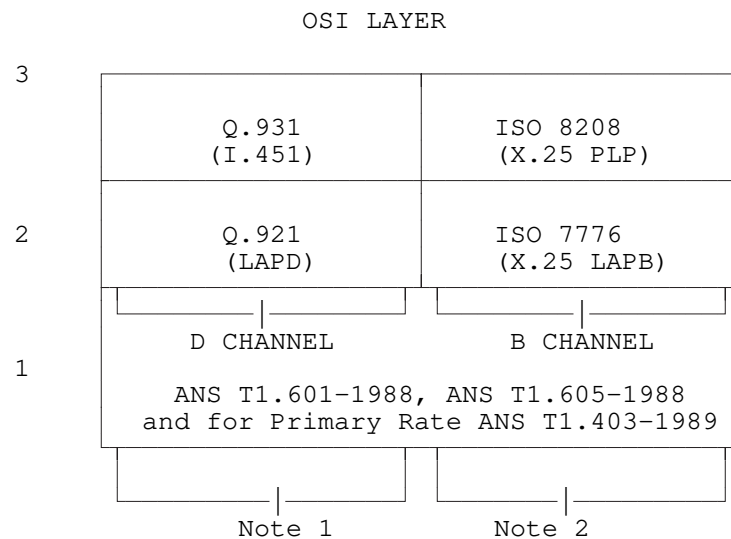 OSI LAYER
3
Q.931 ISO 8208
(I.451) (X.25 PLP)
2 Q.921 ISO 7776
(LAPD) (X.25 LAPB)
D CHANNEL B CHANNEL
1
ANS T1.601-1988, ANS T1.605-1988
and for Primary Rate ANS T1.403-1989
Note 1 Note 2